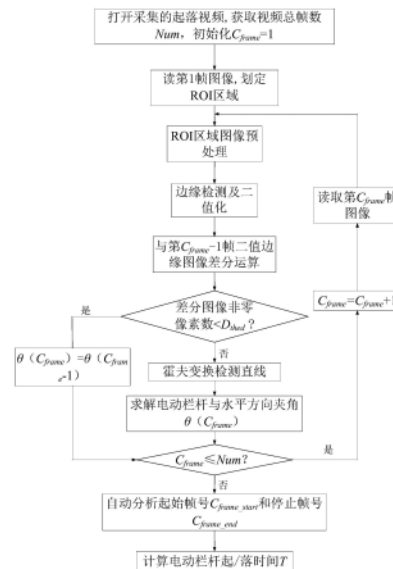 打开采集的起落视频,获取视频总帧数
Num，初始化Cframe=1
读第1帧图像,划定
ROI区域
ROI区域图像预
处理
边缘检测及二
值化
与第Cframe-1帧二值边
缘图像差分运算
差分图像非零
像素数<Dthed？
是
θ（Cframe）=θ（Cfram
e-1）
否
霍夫变换检测直线
求解电动栏杆与水平方向夹角
θ（Cframe）
Cframe≤Num？
是
Cframe=Cframe+1
读取第Cframe帧
图像
否
自动分析起始帧号Cframe_start和停止帧号
Cframe_end
计算电动栏杆起/落时间T